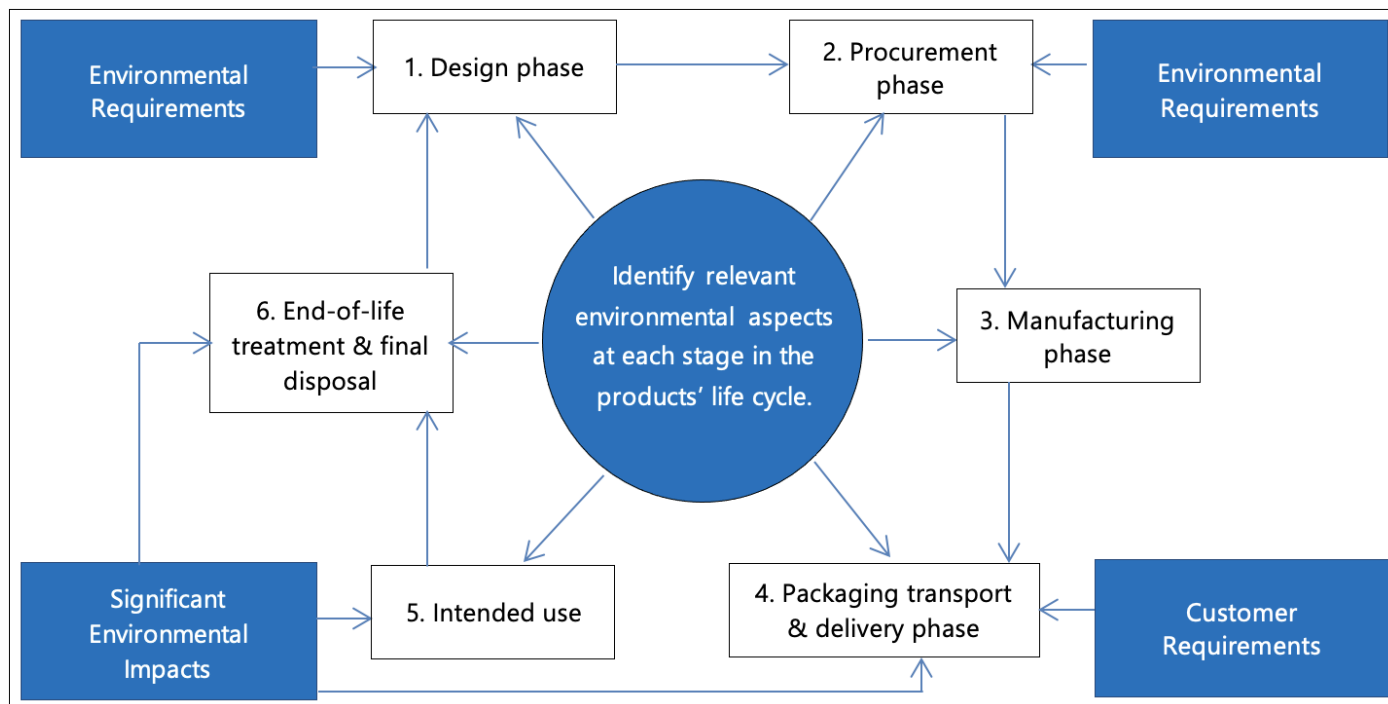 Environmental
Requirements
1. Design phase
2. Procurement
phase
Environmental
Requirements
Identify relevant
environmental aspects
at each stage in the
products’ life cycle.
6. End-of-life
treatment & final
disposal
3. Manufacturing
phase
Significant
Environmental
Impacts
5. Intended use
4. Packaging transport
& delivery phase
Customer
Requirements